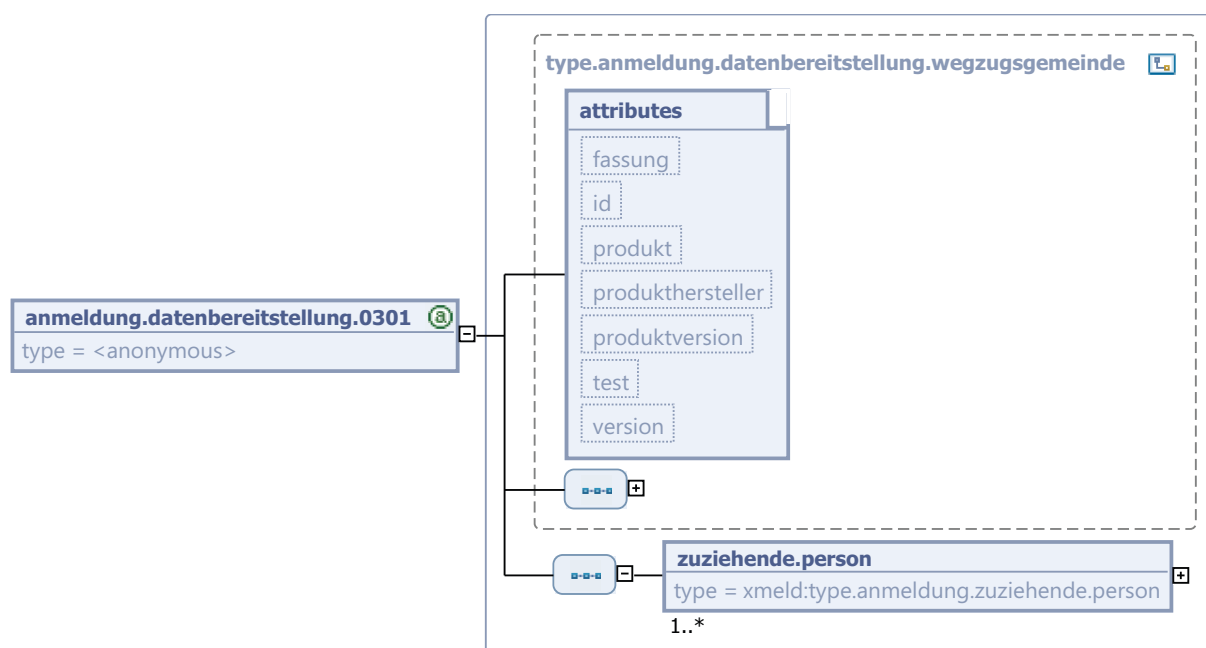 type.anmeldung.datenbereitstellung.wegzugsgemeinde
attributes
fassung
id
produkt
produkthersteller
produktversion
test
version
anmeldung.datenbereitstellung.0301 @
type = <anonymous>
zuziehende.person
type = xmeld:type.anmeldung.zuziehende.person
1..*